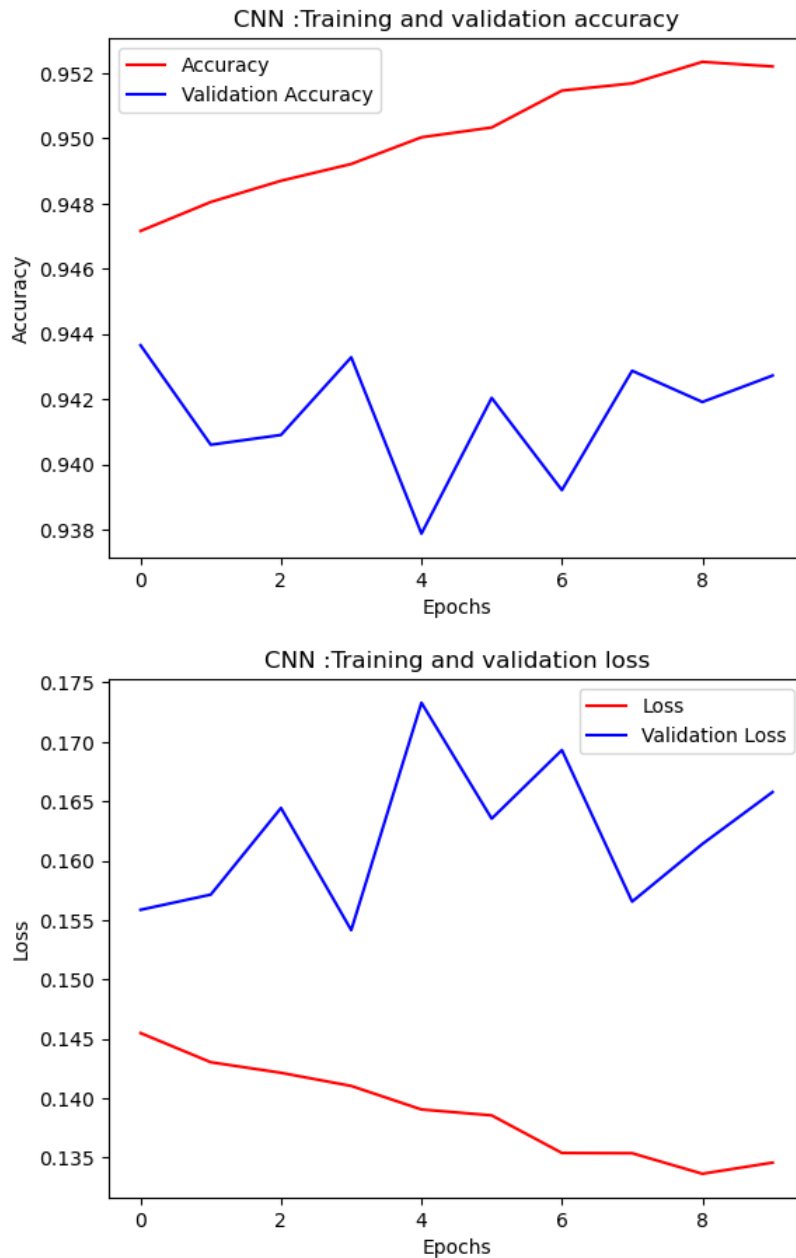 CNN :Training and validation accuracy
Accuracy
Validation Accuracy
0.952
0.950
0.948
0.946
0.944
0.942
0.940
0.938
Accuracy
0 2 4 6 8
Epochs
CNN :Training and validation loss
Loss
Validation Loss
0.175
0.170
0.165
0.160
0.155
0.150
0.145
0.140
0.135
Loss
0 2 4 6 8
Epochs